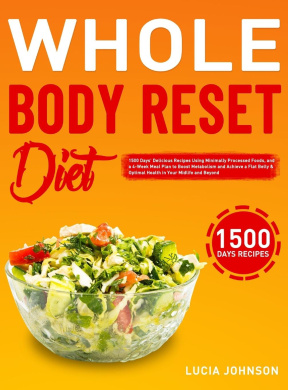 WHOLE
BODY RESET
Diet
1500 Days' Delicious Recipes Using Minimally Processed Foods, and
a 4-Week Meal Plan to Boost Metabolism and Achieve a Flat Belly &
Optimal Health in Your Midlife and Beyond
1500
DAYS RECIPES
LUCIA JOHNSON